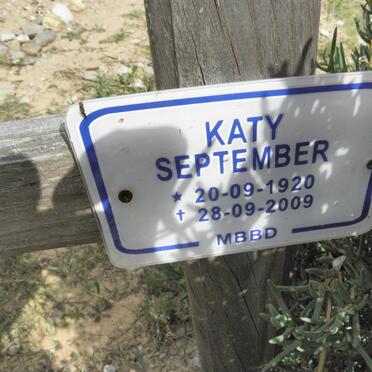 KATY
SEPTEMBER
★ 20-09-1920
✝ 28-09-2009
MBBD